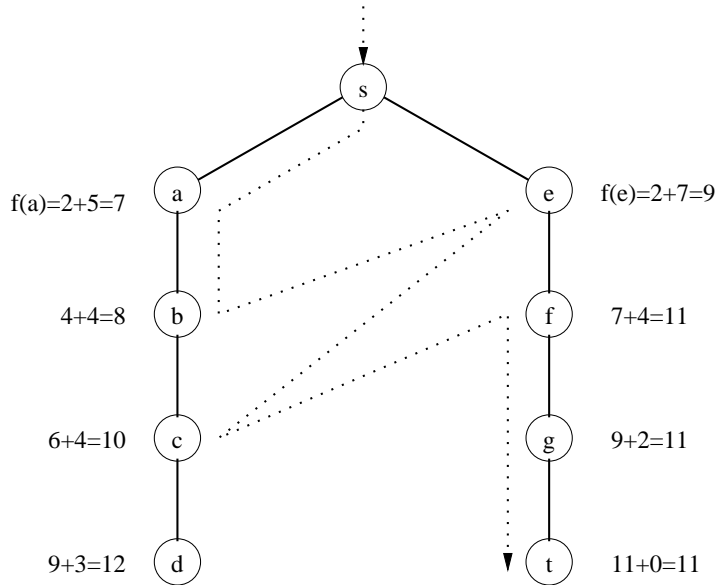 s
a
e
f(a)=2+5=7
f(e)=2+7=9
4+4=8
b
f
7+4=11
6+4=10
c
g
9+2=11
9+3=12
d
t
11+0=11